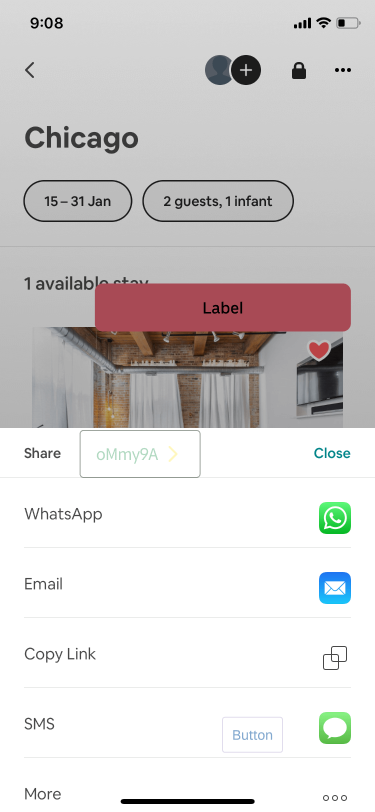 9:08
Chicago
15 – 31 Jan
2 guests, 1 infant
1 available stay
Label
Share
oMmy9A
Close
WhatsApp
Email
Copy Link
SMS
Button
More